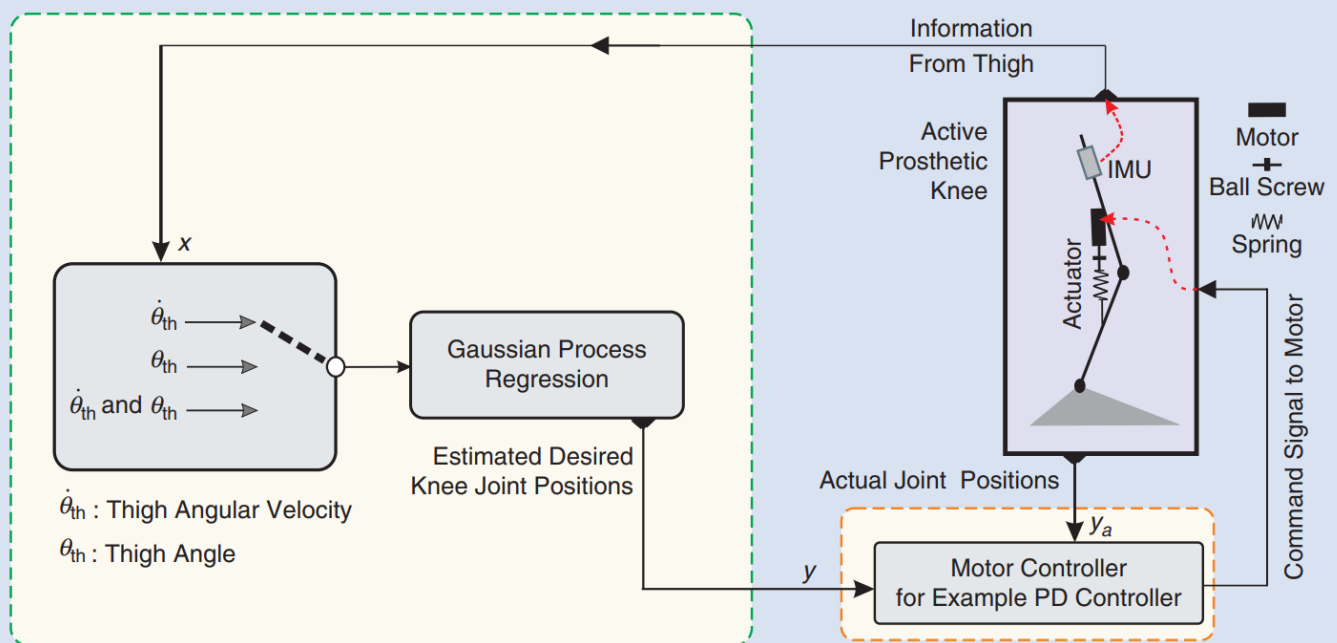 Information
From Thigh
Active
Prosthetic
Knee
IMU
Actuator
Motor
Ball Screw
Spring
x
θ̇th
θth
θ̇th and θth
Gaussian Process
Regression
Estimated Desired
Knee Joint Positions
θ̇th : Thigh Angular Velocity
θth : Thigh Angle
Actual Joint Positions
ya
y
Motor Controller
for Example PD Controller
Command Signal to Motor